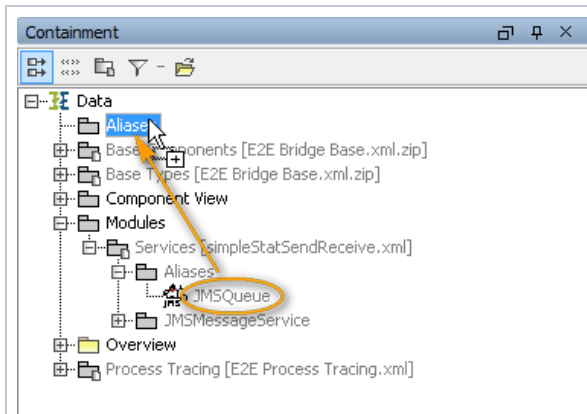 Containment
Data
Aliases
Base Components [E2E Bridge Base.xml.zip]
Base Types [E2E Bridge Base.xml.zip]
Component View
Modules
Services [simpleStatSendReceive.xml]
Aliases
JMS JMSQueue
JMSMessageService
Overview
Process Tracing [E2E Process Tracing.xml]